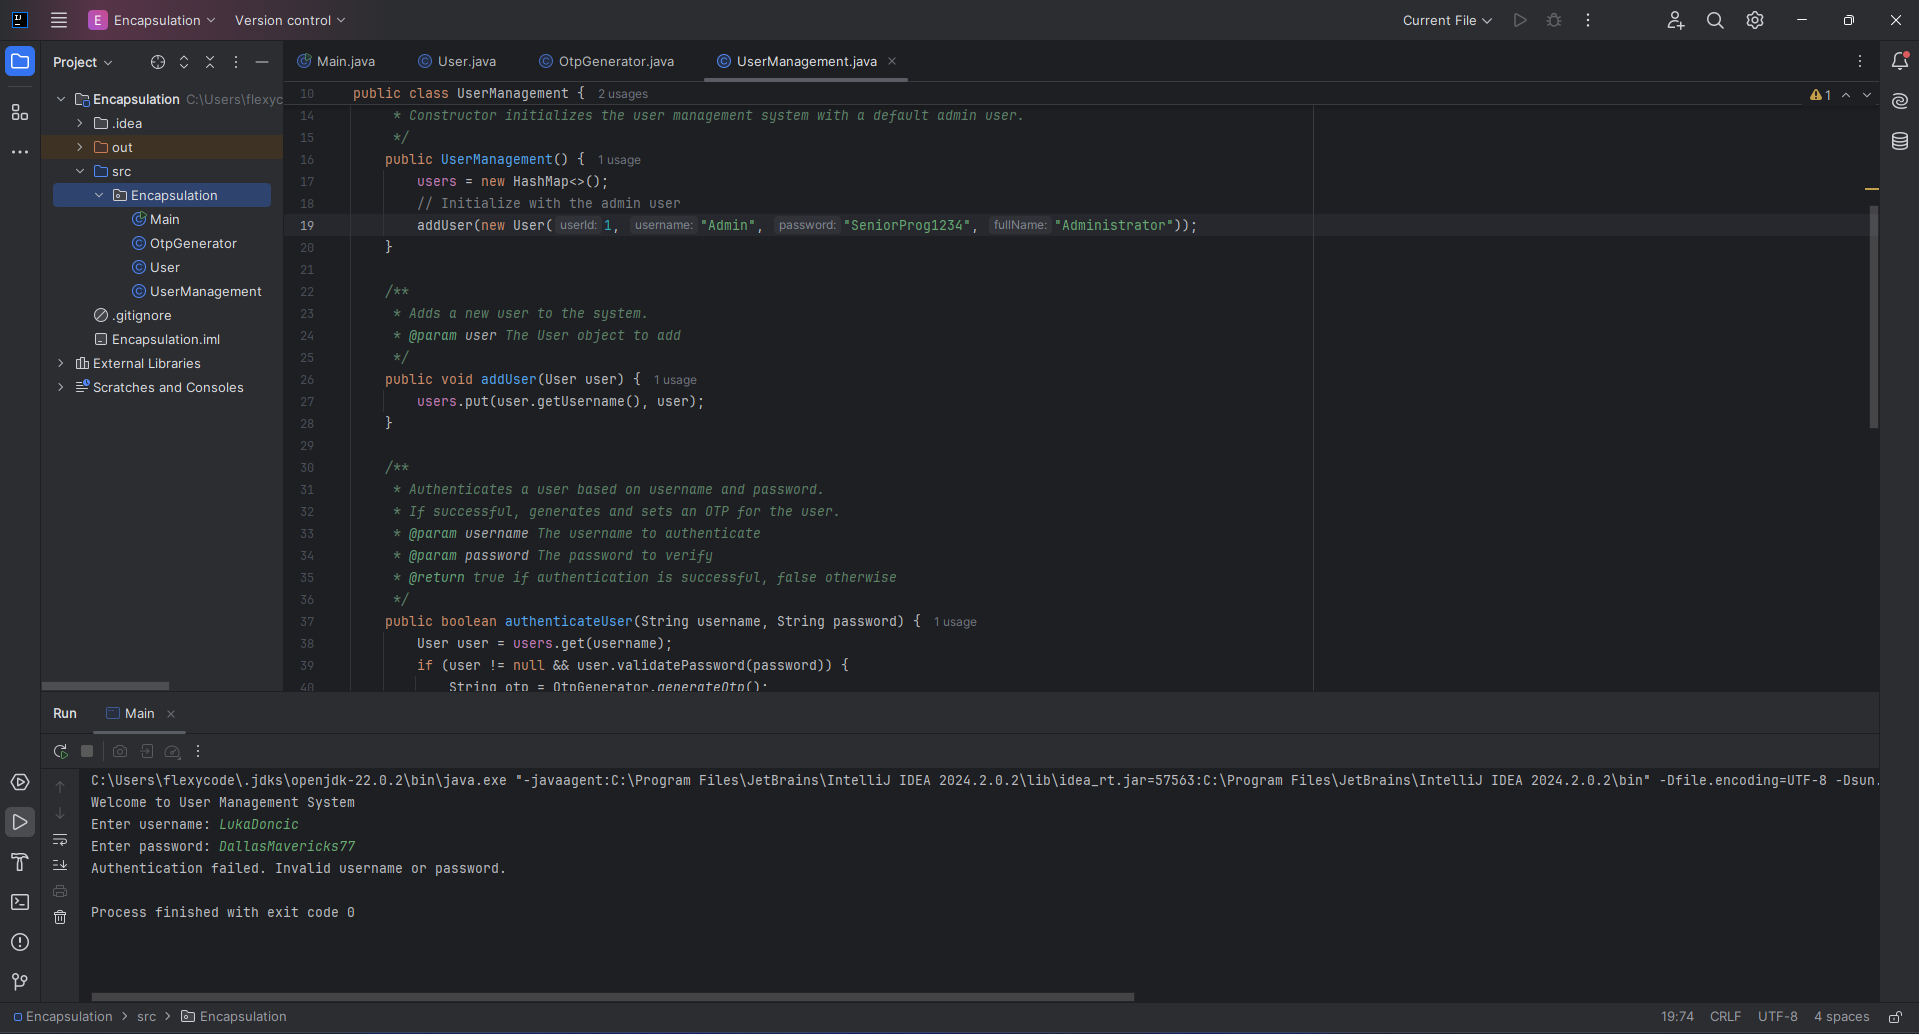 E Encapsulation Version control Current File
Project
Main.java User.java OtpGenerator.java UserManagement.java
Encapsulation C:\Users\flexyc
.idea
out
src
Encapsulation
Main
OtpGenerator
User
UserManagement
.gitignore
Encapsulation.iml
External Libraries
Scratches and Consoles
10 public class UserManagement { 2 usages
1
14 * Constructor initializes the user management system with a default admin user.
15 */
16 public UserManagement() { 1 usage
17 users = new HashMap<>();
18 // Initialize with the admin user
19 addUser(new User( userId: 1, username: "Admin", password: "SeniorProg1234", fullName: "Administrator"));
20 }
21
22 /**
23 * Adds a new user to the system.
24 * @param user The User object to add
25 */
26 public void addUser(User user) { 1 usage
27 users.put(user.getUsername(), user);
28 }
29
30 /**
31 * Authenticates a user based on username and password.
32 * If successful, generates and sets an OTP for the user.
33 * @param username The username to authenticate
34 * @param password The password to verify
35 * @return true if authentication is successful, false otherwise
36 */
37 public boolean authenticateUser(String username, String password) { 1 usage
38 User user = users.get(username);
39 if (user != null && user.validatePassword(password)) {
40 String otp = OtpGenerator.generateOtp();
Run Main
C:\Users\flexycode\.jdks\openjdk-22.0.2\bin\java.exe "-javaagent:C:\Program Files\JetBrains\IntelliJ IDEA 2024.2.0.2\lib\idea_rt.jar=57563:C:\Program Files\JetBrains\IntelliJ IDEA 2024.2.0.2\bin" -Dfile.encoding=UTF-8 -Dsun.
Welcome to User Management System
Enter username: LukaDoncic
Enter password: DallasMavericks77
Authentication failed. Invalid username or password.
Process finished with exit code 0
Encapsulation > src > Encapsulation 19:74 CRLF UTF-8 4 spaces